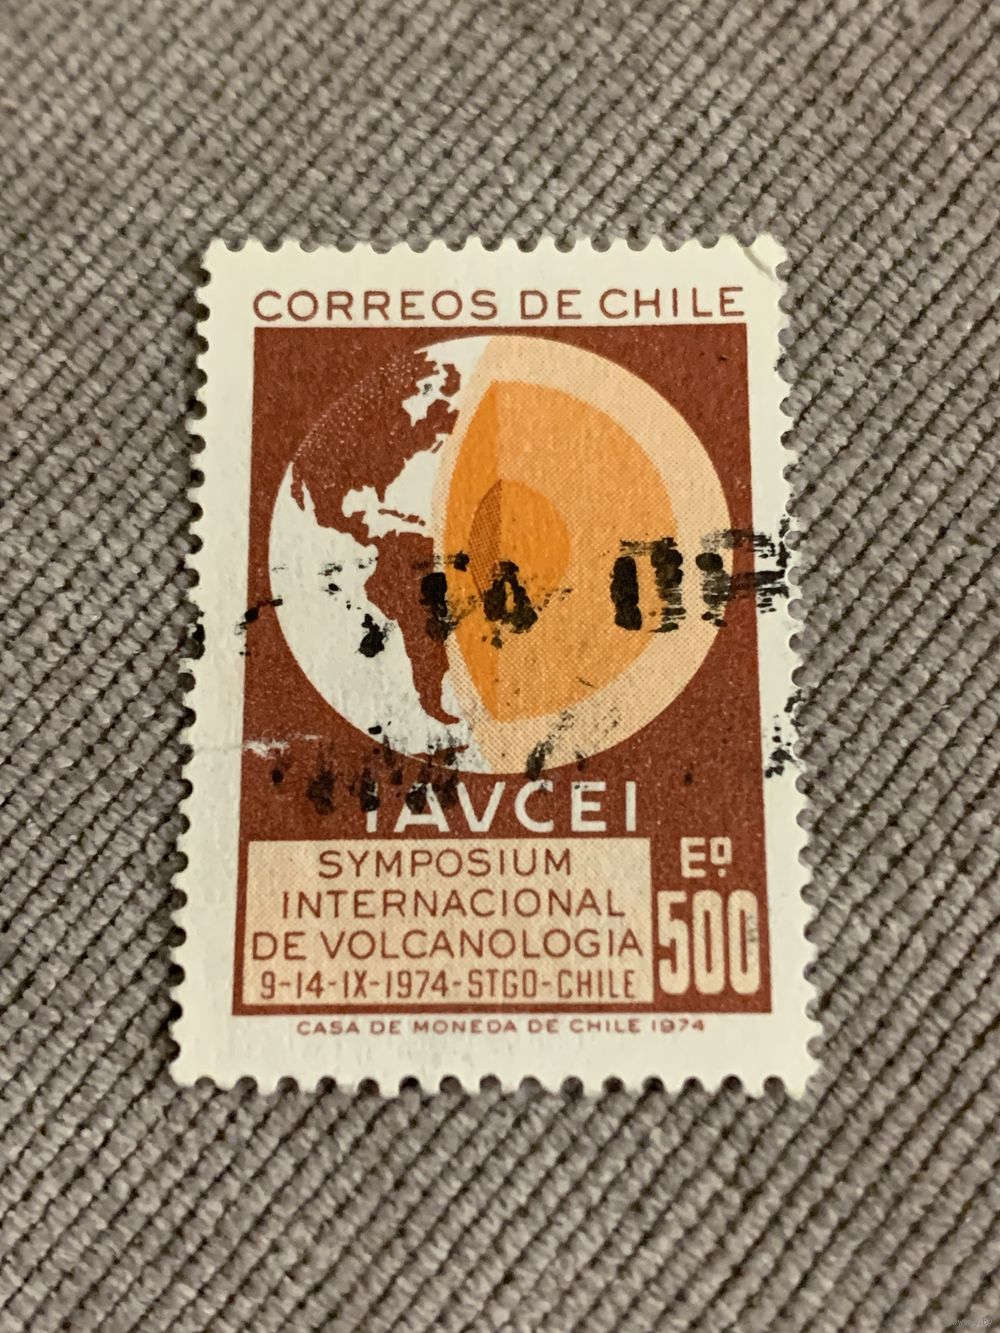 CORREOS DE CHILE
IAVCEI
SYMPOSIUM
INTERNACIONAL
DE VOLCANOLOGIA
9-14-IX-1974-STGO-CHILE
Eº
500
CASA DE MONEDA DE CHILE 1974